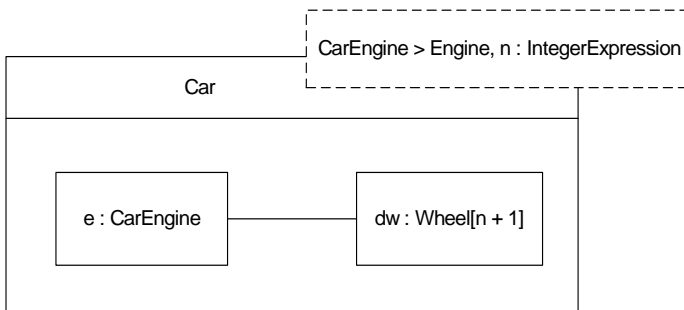 CarEngine > Engine, n : IntegerExpression
Car
e : CarEngine
dw : Wheel[n + 1]